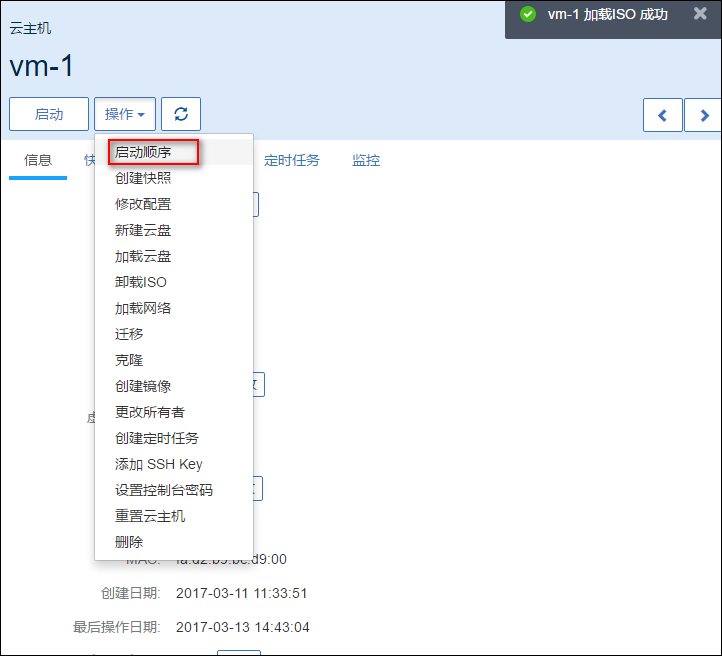 云主机
vm-1 加载ISO 成功
vm-1
启动
操作
信息
快
定时任务
监控
启动顺序
创建快照
修改配置
新建云盘
加载云盘
卸载ISO
加载网络
迁移
克隆
创建镜像
更改所有者
创建定时任务
添加 SSH Key
设置控制台密码
重置云主机
删除
MAC: fa:d2:b9:bc:d9:00
创建日期: 2017-03-11 11:33:51
最后操作日期: 2017-03-13 14:43:04